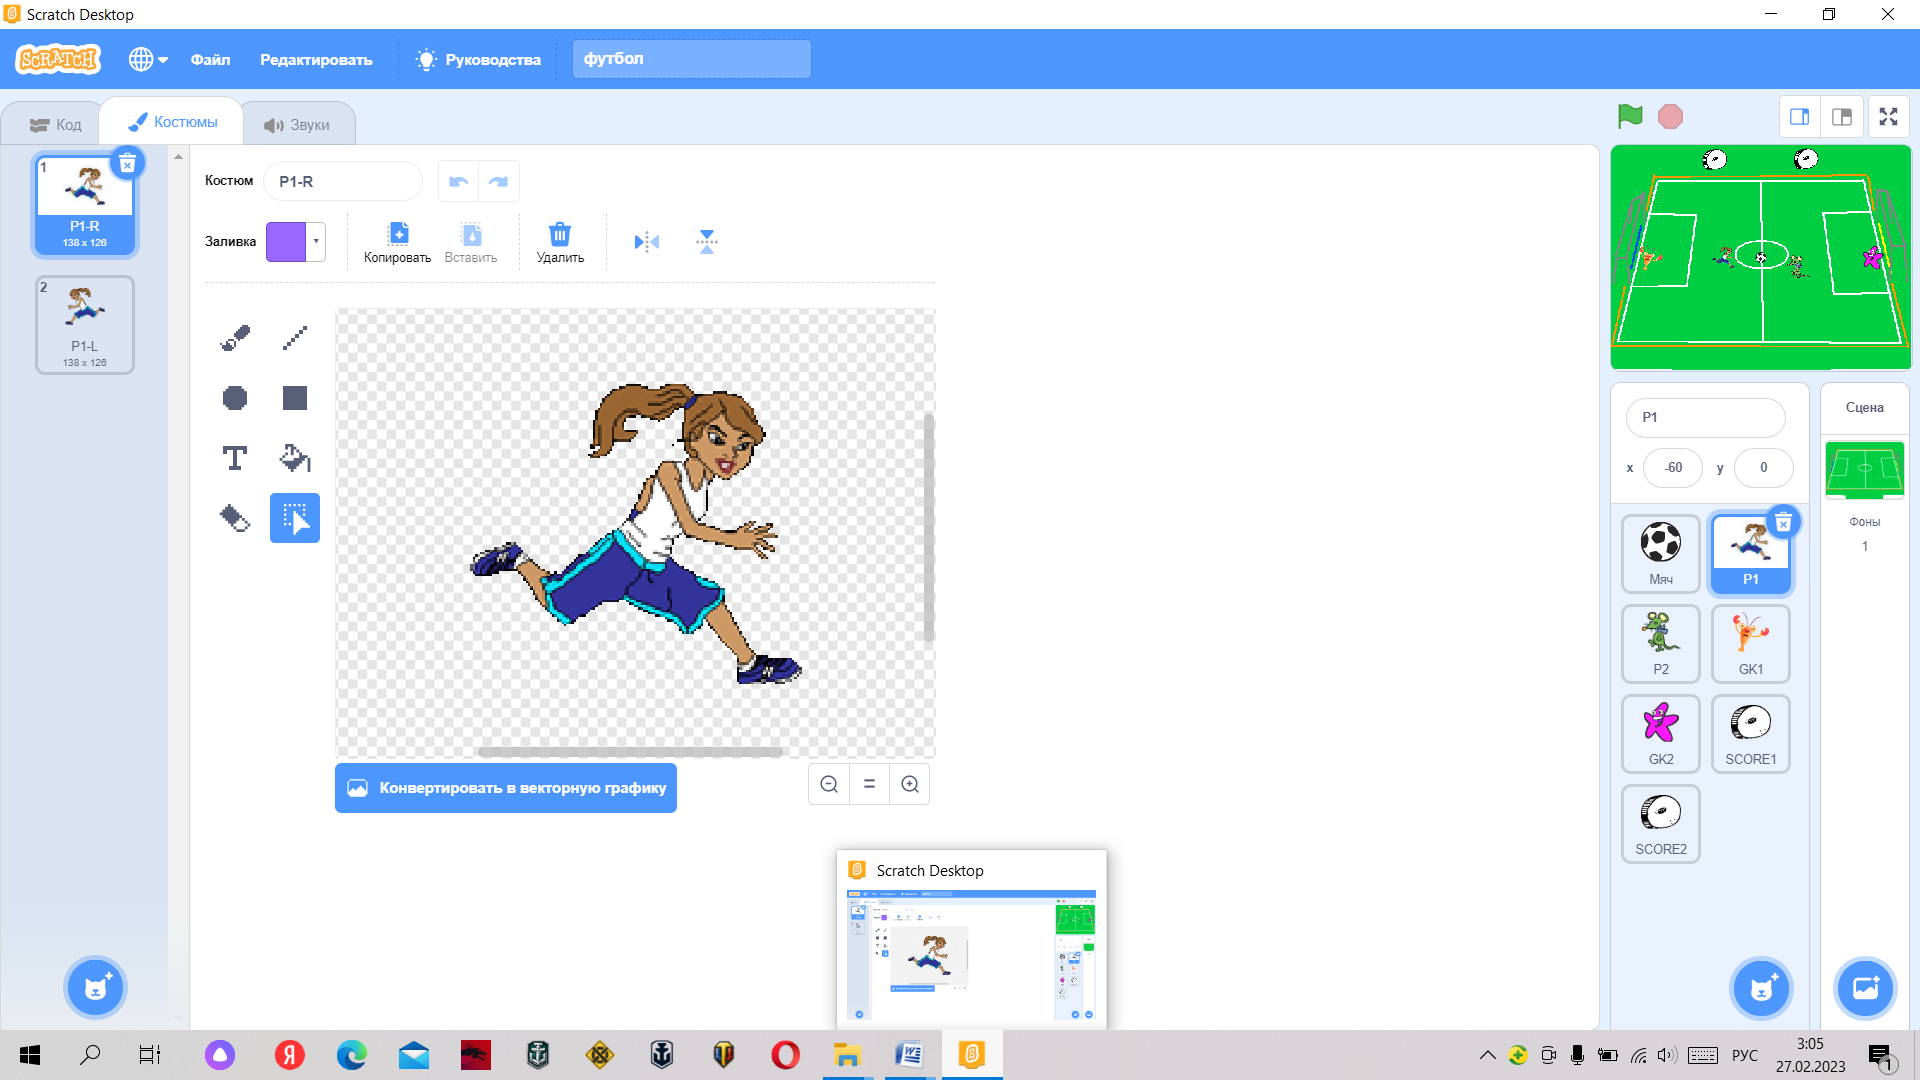 Scratch Desktop
SCRATCH
Файл
Редактировать
Руководства
футбол
Код
Костюмы
Звуки
1
P1-R
138 x 126
2
P1-L
138 x 126
Костюм
P1-R
Заливка
Копировать
Вставить
Удалить
T
Конвертировать в векторную графику
P1
x
-60
y
0
Сцена
Фоны
1
Мяч
P1
P2
GK1
GK2
SCORE1
SCORE2
Scratch Desktop
РУС
3:05
27.02.2023
1